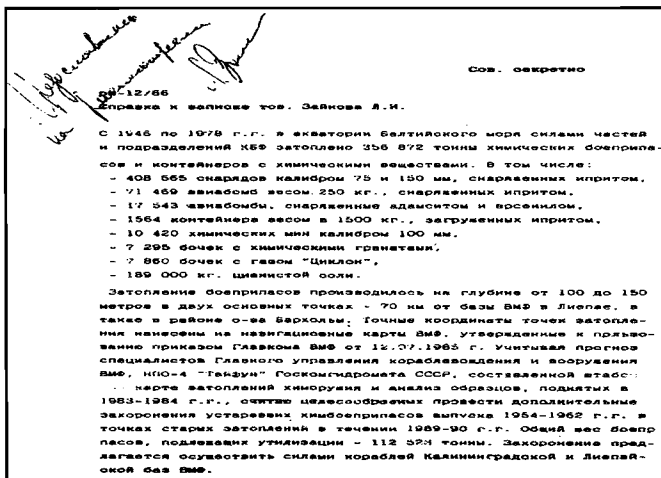 Сов. секретно
-12/86
справка к записке тов. Зайкова Л.И.
С 1946 по 1978 г.г. в акватории Балтийского моря силами частей
и подразделений КБФ затоплено 356 872 тонны химических боеприпа-
сов и контейнеров с химическими веществами. В том числе:
- 408 565 снарядов калибром 75 и 150 мм, снаряженных ипритом,
- 71 469 авиабомб весом 250 кг., снаряженных ипритом,
- 17 543 авиабомбы, снаряженные адамситом и арсенилом,
- 1564 контейнера весом в 1500 кг., загруженных ипритом,
- 10 420 химических мин калибром 100 мм,
- 7 295 бочек с химическими гранатами,
- 7 860 бочек с газом "Циклон",
- 189 000 кг. цианистой соли.
Затопление боеприпасов производилось на глубине от 100 до 150
метров в двух основных точках - 70 км от базы ВМФ в Лиепае, а
также в районе о-ва Бархольм. Точные координаты точек затопле-
ния нанесены на навигационные карты ВМФ, утвержденные к пользо-
ванию приказом Главкома ВМФ от 12.07.1965 г. Учитывая прогноз
специалистов Главного управления кораблевождения и вооружения
ВМФ, НПО-4 "Тайфун" Госкомгидромета СССР, составленной
карте затоплений химоружия и анализ образцов, поднятых в
1983-1984 г.г., считаю целесообразным провести дополнительные
захоронения устаревших химбоеприпасов выпуска 1954-1962 г.г. в
точках старых затоплений в течении 1989-90 г.г. Общий вес боепр
пасов, подлежащих утилизации - 112 523 тонны. Захоронение пред-
лагается осуществить силами кораблей Калининградской и Лиепай-
ской баз ВМФ.